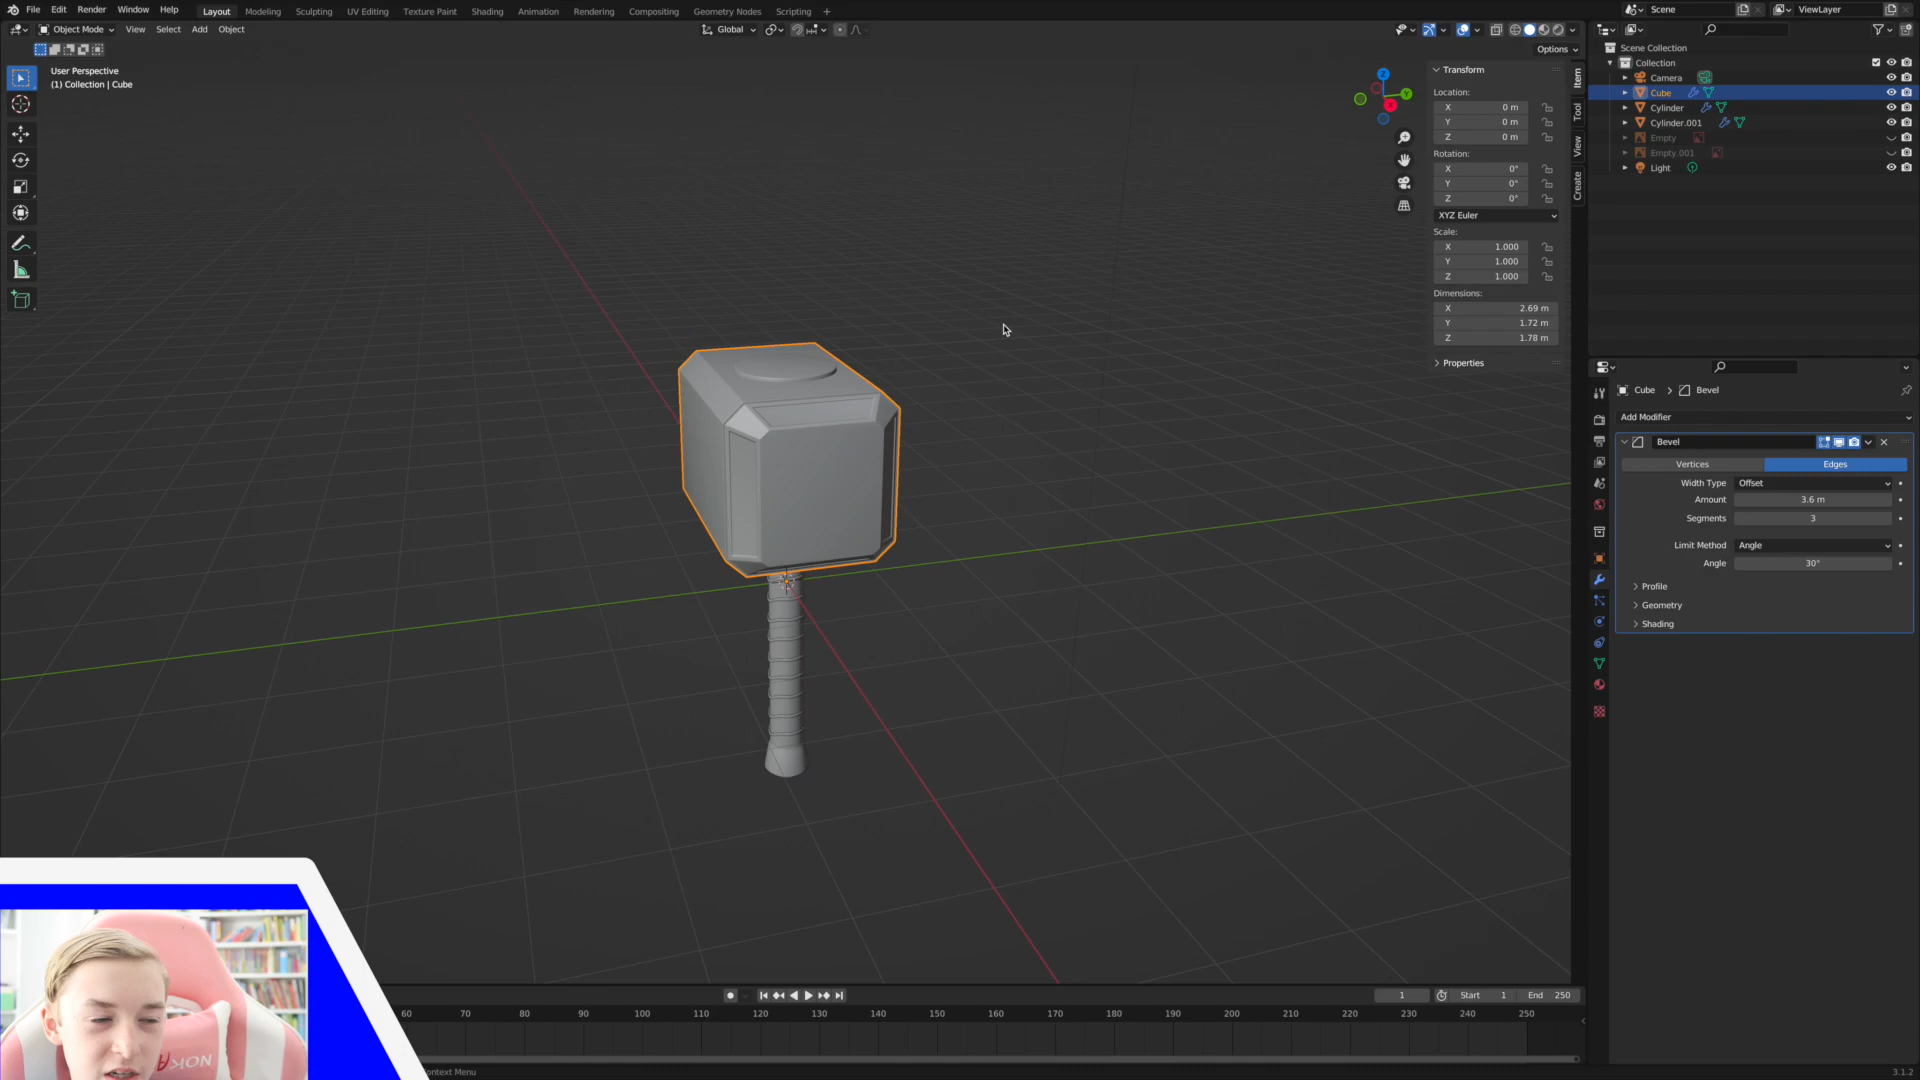 File Edit Render Window Help Layout Modeling Sculpting UV Editing Texture Paint Shading Animation Rendering Compositing Geometry Nodes Scripting + Scene ViewLayer
Object Mode View Select Add Object Global
Options
User Perspective
(1) Collection | Cube
Transform
Location:
X 0 m
Y 0 m
Z 0 m
Rotation:
X 0°
Y 0°
Z 0°
XYZ Euler
Scale:
X 1.000
Y 1.000
Z 1.000
Dimensions:
X 2.69 m
Y 1.72 m
Z 1.78 m
Properties
Item
Tool
View
Create
Z
Y
X
Scene Collection
Collection
Camera
Cube
Cylinder
Cylinder.001
Empty
Empty.001
Light
Cube > Bevel
Add Modifier
Bevel
Vertices Edges
Width Type Offset
Amount 3.6 m
Segments 3
Limit Method Angle
Angle 30°
Profile
Geometry
Shading
1 Start 1 End 250
60 70 80 90 100 110 120 130 140 150 160 170 180 190 200 210 220 230 240 250
ontext Menu
3.1.2